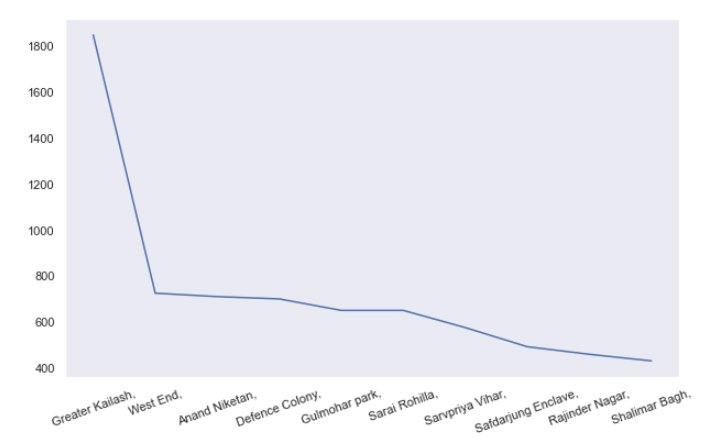 1800
1600
1400
1200
1000
800
600
400
Greater Kailash,
West End,
Anand Niketan,
Defence Colony,
Gulmohar park,
Sarai Rohilla,
Sarvpriya Vihar,
Safdarjung Enclave,
Rajinder Nagar,
Shalimar Bagh,